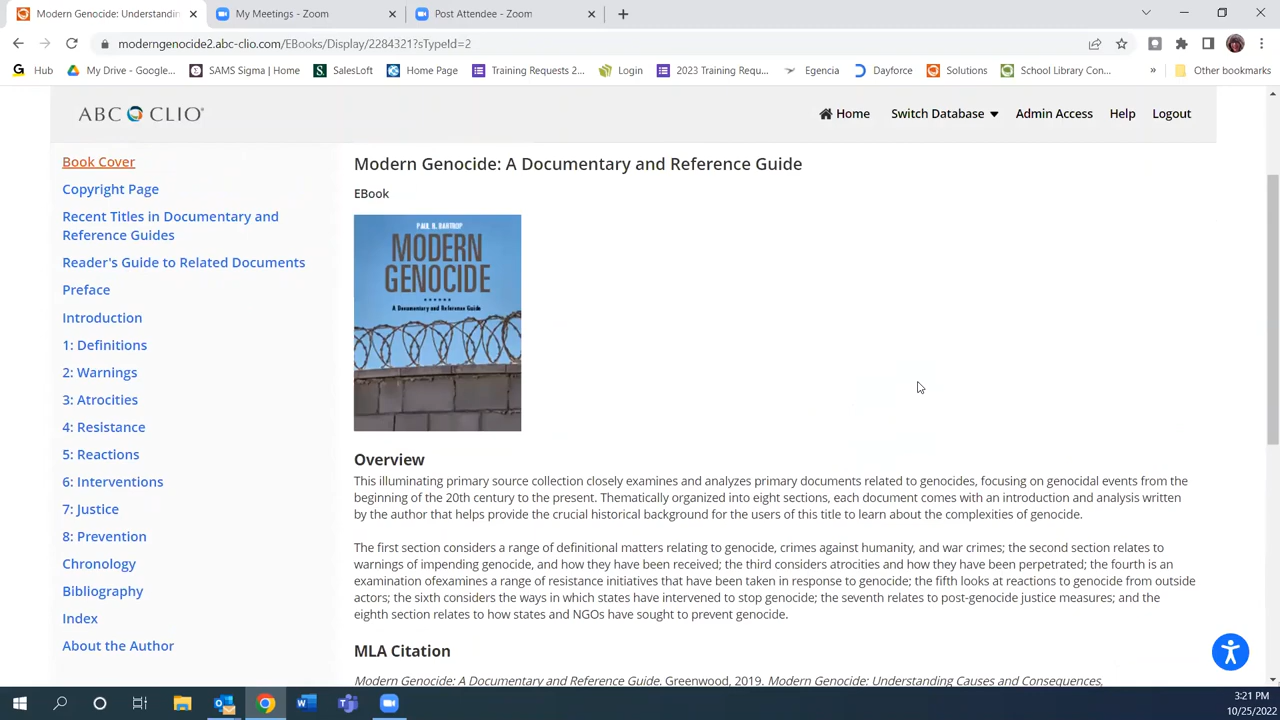 Modern Genocide: Understandin
My Meetings - Zoom
Post Attendee - Zoom
moderngenocide2.abc-clio.com/EBooks/Display/2284321?sTypeId=2
Hub
My Drive - Google...
SAMS Sigma | Home
SalesLoft
Home Page
Training Requests 2...
Login
2023 Training Requ...
Egencia
Dayforce
Solutions
School Library Con...
»
Other bookmarks
ABC CLIO
Home
Switch Database
Admin Access
Help
Logout
Book Cover
Copyright Page
Recent Titles in Documentary and
Reference Guides
Reader's Guide to Related Documents
Preface
Introduction
1: Definitions
2: Warnings
3: Atrocities
4: Resistance
5: Reactions
6: Interventions
7: Justice
8: Prevention
Chronology
Bibliography
Index
About the Author
Modern Genocide: A Documentary and Reference Guide
EBook
PAUL R. BARTROP
MODERN
GENOCIDE
A Documentary and Reference Guide
Overview
This illuminating primary source collection closely examines and analyzes primary documents related to genocides, focusing on genocidal events from the
beginning of the 20th century to the present. Thematically organized into eight sections, each document comes with an introduction and analysis written
by the author that helps provide the crucial historical background for the users of this title to learn about the complexities of genocide.
The first section considers a range of definitional matters relating to genocide, crimes against humanity, and war crimes; the second section relates to
warnings of impending genocide, and how they have been received; the third considers atrocities and how they have been perpetrated; the fourth is an
examination ofexamines a range of resistance initiatives that have been taken in response to genocide; the fifth looks at reactions to genocide from outside
actors; the sixth considers the ways in which states have intervened to stop genocide; the seventh relates to post-genocide justice measures; and the
eighth section relates to how states and NGOs have sought to prevent genocide.
MLA Citation
Modern Genocide: A Documentary and Reference Guide. Greenwood, 2019. Modern Genocide: Understanding Causes and Consequences,
3:21 PM
10/25/2022